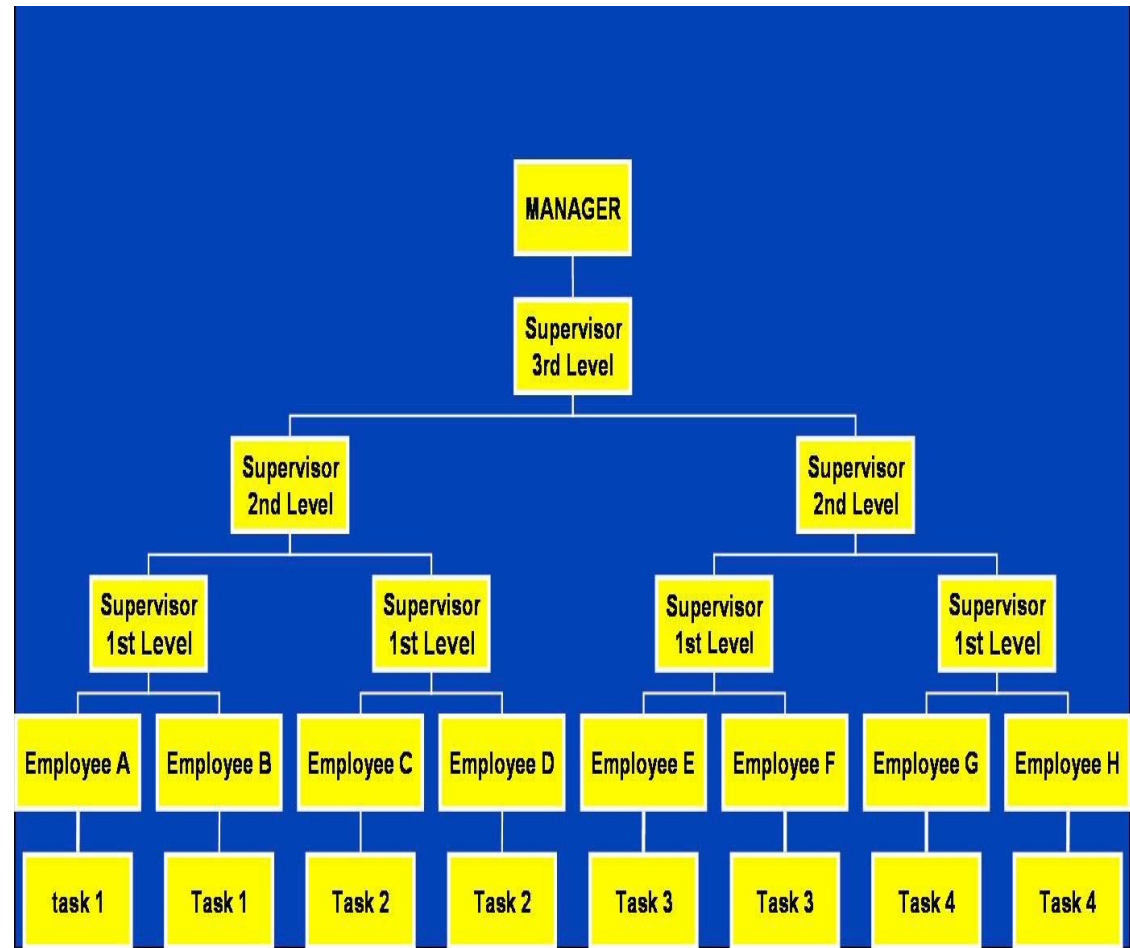 MANAGER
Supervisor
3rd Level
Supervisor
2nd Level
Supervisor
2nd Level
Supervisor
1st Level
Supervisor
1st Level
Supervisor
1st Level
Supervisor
1st Level
Employee A
Employee B
Employee C
Employee D
Employee E
Employee F
Employee G
Employee H
task 1
Task 1
Task 2
Task 2
Task 3
Task 3
Task 4
Task 4